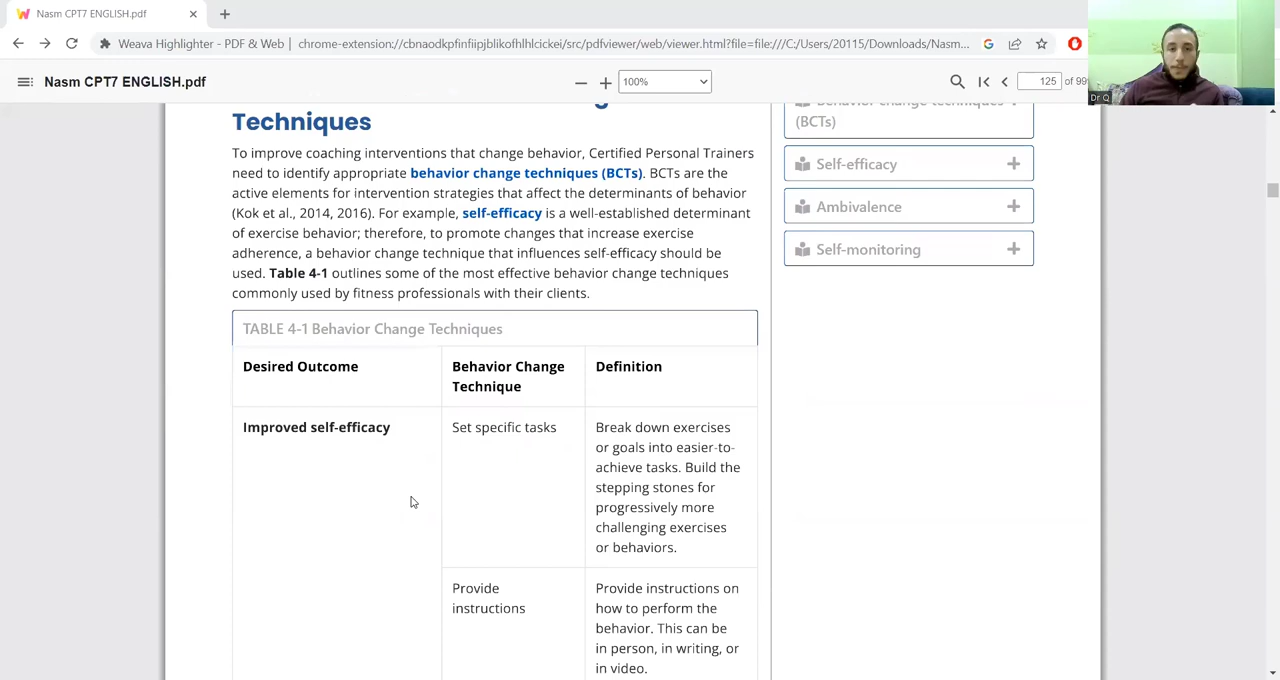 Nasm CPT7 ENGLISH.pdf
Weava Highlighter - PDF & Web | chrome-extension://cbnaodkpfinfiipjblikofhlhlcickei/src/pdfviewer/web/viewer.html?file=file:///C:/Users/20115/Downloads/Nasm...
Nasm CPT7 ENGLISH.pdf
100%
125 of 99
Dr Q
Techniques
To improve coaching interventions that change behavior, Certified Personal Trainers
need to identify appropriate behavior change techniques (BCTs). BCTs are the
active elements for intervention strategies that affect the determinants of behavior
(Kok et al., 2014, 2016). For example, self-efficacy is a well-established determinant
of exercise behavior; therefore, to promote changes that increase exercise
adherence, a behavior change technique that influences self-efficacy should be
used. Table 4-1 outlines some of the most effective behavior change techniques
commonly used by fitness professionals with their clients.
TABLE 4-1 Behavior Change Techniques
Desired Outcome
Behavior Change
Technique
Definition
Improved self-efficacy
Set specific tasks
Break down exercises
or goals into easier-to-
achieve tasks. Build the
stepping stones for
progressively more
challenging exercises
or behaviors.
Provide
instructions
Provide instructions on
how to perform the
behavior. This can be
in person, in writing, or
in video.
Behavior change techniques
(BCTs)
Self-efficacy
Ambivalence
Self-monitoring